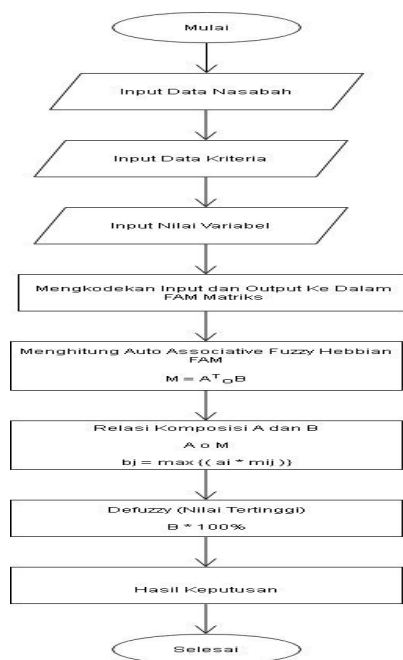 Mulai
Input Data Nasabah
Input Data Kriteria
Input Nilai Variabel
Mengkodekan Input dan Output Ke Dalam
FAM Matriks
Menghitung Auto Associative Fuzzy Hebbian
FAM
M = AᵀOB
Relasi Komposisi A dan B
A o M
bj = max{( ai * mij )}
Defuzzy (Nilai Tertinggi)
B * 100%
Hasil Keputusan
Selesai